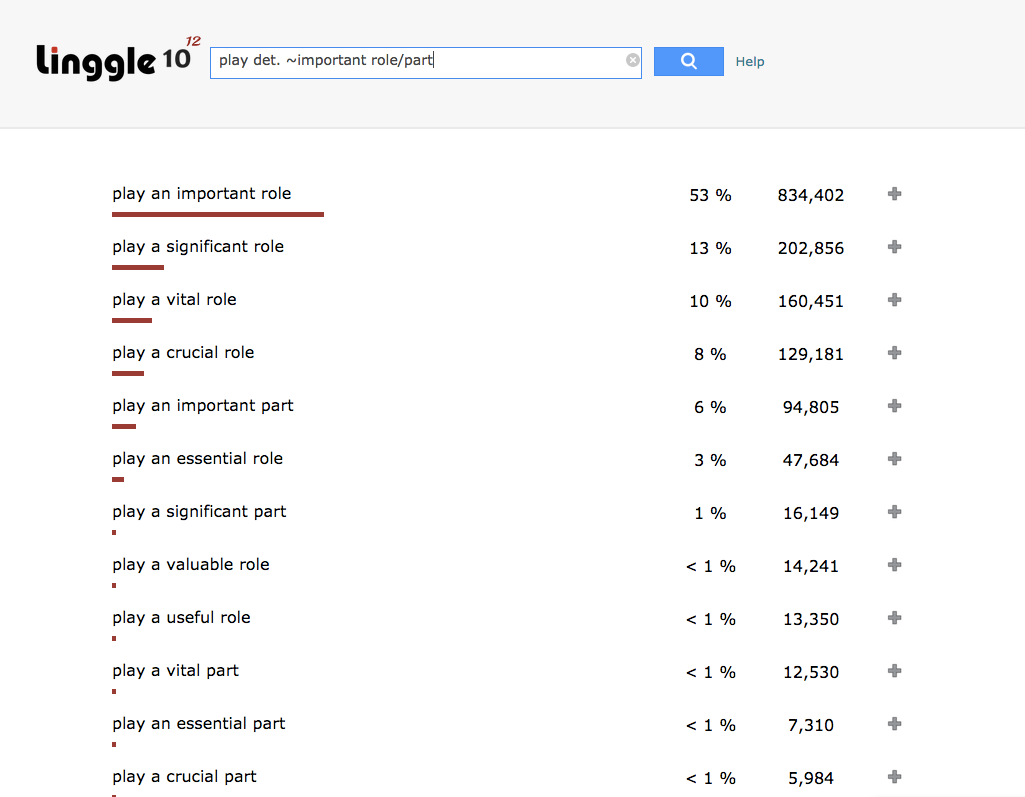 Linggle 10 12
play det. ~important role/part Help
play an important role 53 % 834,402
play a significant role 13 % 202,856
play a vital role 10 % 160,451
play a crucial role 8 % 129,181
play an important part 6 % 94,805
play an essential role 3 % 47,684
play a significant part 1 % 16,149
play a valuable role < 1 % 14,241
play a useful role < 1 % 13,350
play a vital part < 1 % 12,530
play an essential part < 1 % 7,310
play a crucial part < 1 % 5,984